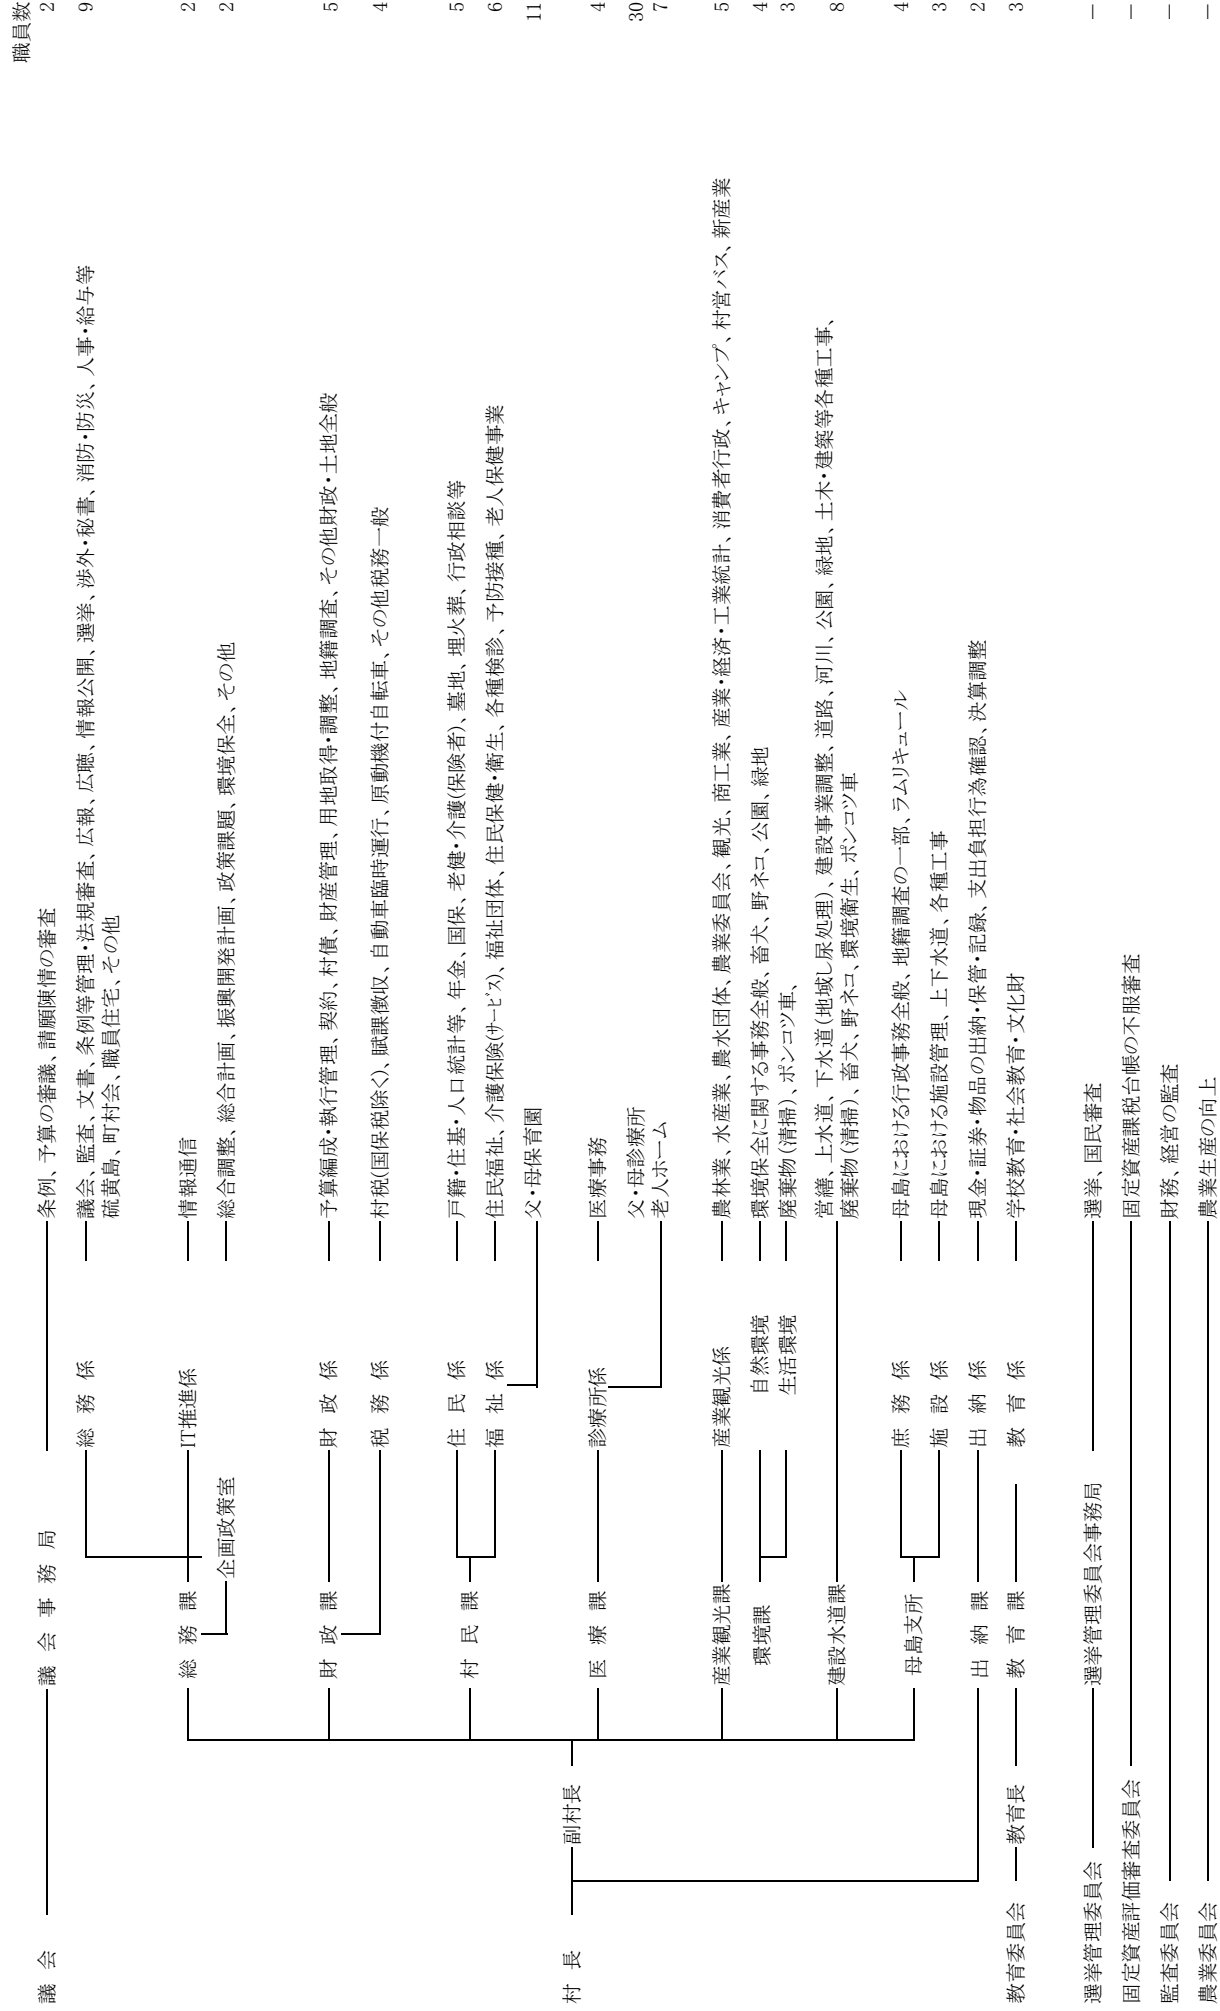 職員数
議会 議会事務局 条例、予算の審議、請願陳情の審査 2
総務係 議会、監査、文書、条例等管理・法規審査、広報、広聴、情報公開、選挙、渉外・秘書、消防・防災、人事・給与等 9
硫黄島、町村会、職員住宅、その他
総務課 IT推進係 情報通信 2
企画政策室 総合調整、総合計画、振興開発計画、政策課題、環境保全、その他 2
財政課 財政係 予算編成・執行管理、契約、村債、財産管理、用地取得・調整、地籍調査、その他財政・土地全般 5
税務係 村税(国保税除く)、賦課徴収、自動車臨時運行、原動機付自転車、その他税務一般 4
住民係 戸籍・住基・人口統計等、年金、国保、老健・介護(保険者)、墓地、埋火葬、行政相談等 5
村民課
福祉係 住民福祉、介護保険(サービス)、福祉団体、住民保健・衛生、各種検診、予防接種、老人保健事業 6
父・母保育園 11
村長 副村長
医療課 診療所係 医療事務 4
父・母診療所 30
老人ホーム 7
産業観光課 産業観光係 農林業、水産業、農水団体、農業委員会、観光、商工業、産業・経済・工業統計、消費者行政、キャンプ、村営バス、新産業 5
環境課 自然環境 環境保全に関する事務全般、畜犬、野ネコ、公園、緑地 4
生活環境 廃棄物(清掃)、ポンコツ車、 3
建設水道課 営繕、上水道、下水道(地域し尿処理)、建設事業調整、道路、河川、公園、緑地、土木・建築等各種工事、 8
廃棄物(清掃)、畜犬、野ネコ、環境衛生、ポンコツ車
庶務係 母島における行政事務全般、地籍調査の一部、ラムリキュール 4
母島支所
施設係 母島における施設管理、上下水道、各種工事 3
出納課 出納係 現金・証券・物品の出納・保管・記録、支出負担行為確認、決算調整 2
教育委員会 教育長 教育課 教育係 学校教育・社会教育・文化財 3
選挙管理委員会 選挙管理委員会事務局 選挙、国民審査 －
固定資産評価審査委員会 固定資産課税台帳の不服審査 －
監査委員会 財務、経営の監査 －
農業委員会 農業生産の向上 －